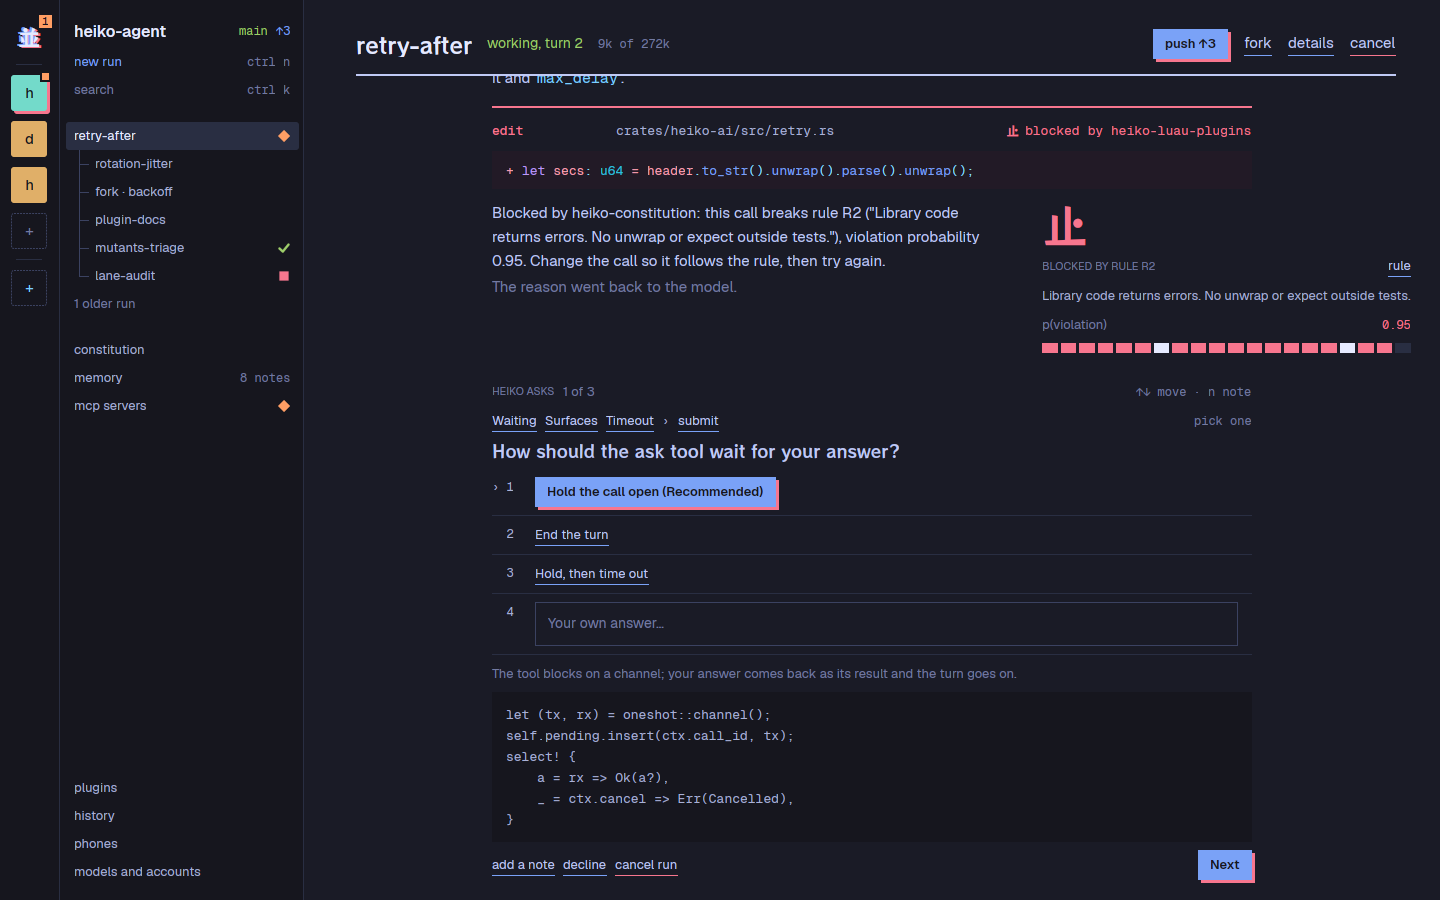 1
heiko-agent
main ↑3
new run
ctrl n
search
ctrl k
h
d
h
+
+
retry-after
rotation-jitter
fork · backoff
plugin-docs
mutants-triage
lane-audit
1 older run
constitution
memory
8 notes
mcp servers
plugins
history
phones
models and accounts
retry-after
working, turn 2
9k of 272k
push ↑3
fork
details
cancel
it and max_delay.
edit
crates/heiko-ai/src/retry.rs
止 blocked by heiko-luau-plugins
+ let secs: u64 = header.to_str().unwrap().parse().unwrap();
Blocked by heiko-constitution: this call breaks rule R2 ("Library code
returns errors. No unwrap or expect outside tests."), violation probability
0.95. Change the call so it follows the rule, then try again.
The reason went back to the model.
止
BLOCKED BY RULE R2
rule
Library code returns errors. No unwrap or expect outside tests.
p(violation)
0.95
HEIKO ASKS 1 of 3
↑↓ move · n note
Waiting Surfaces Timeout › submit
pick one
How should the ask tool wait for your answer?
› 1 Hold the call open (Recommended)
2 End the turn
3 Hold, then time out
4 Your own answer…
The tool blocks on a channel; your answer comes back as its result and the turn goes on.
let (tx, rx) = oneshot::channel();
self.pending.insert(ctx.call_id, tx);
select! {
    a = rx => Ok(a?),
    _ = ctx.cancel => Err(Cancelled),
}
add a note decline cancel run
Next